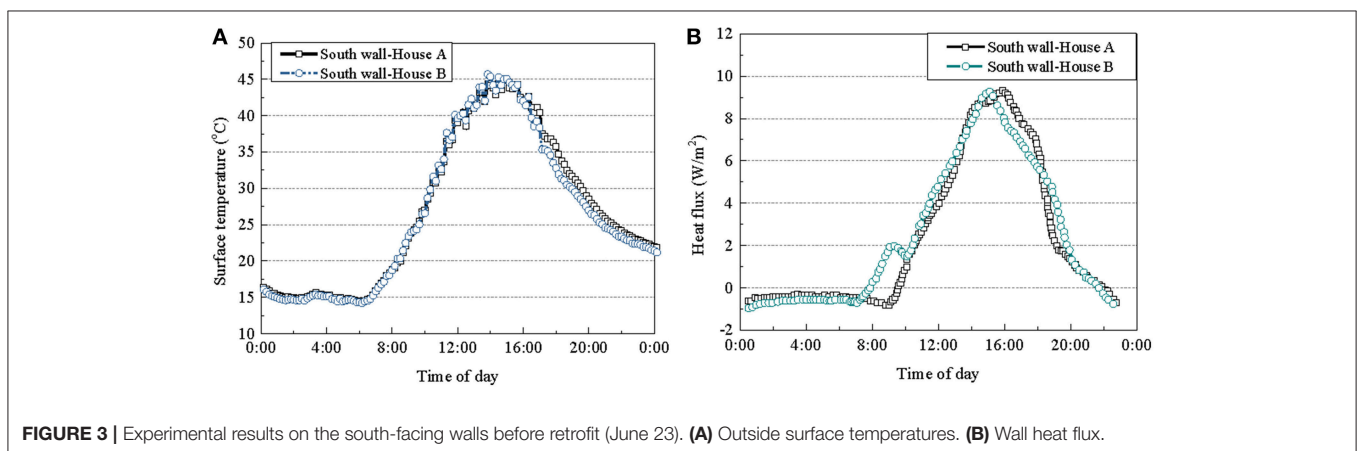 A
South wall-House A
South wall-House B
50
45
40
35
30
25
20
15
10
Surface temperature (°C)
0:00 4:00 8:00 12:00 16:00 20:00 0:00
Time of day
B
South wall-House A
South wall-House B
12
10
8
6
4
2
0
-2
Heat flux (W/m²)
0:00 4:00 8:00 12:00 16:00 20:00 0:00
Time of day
FIGURE 3 | Experimental results on the south-facing walls before retrofit (June 23). (A) Outside surface temperatures. (B) Wall heat flux.